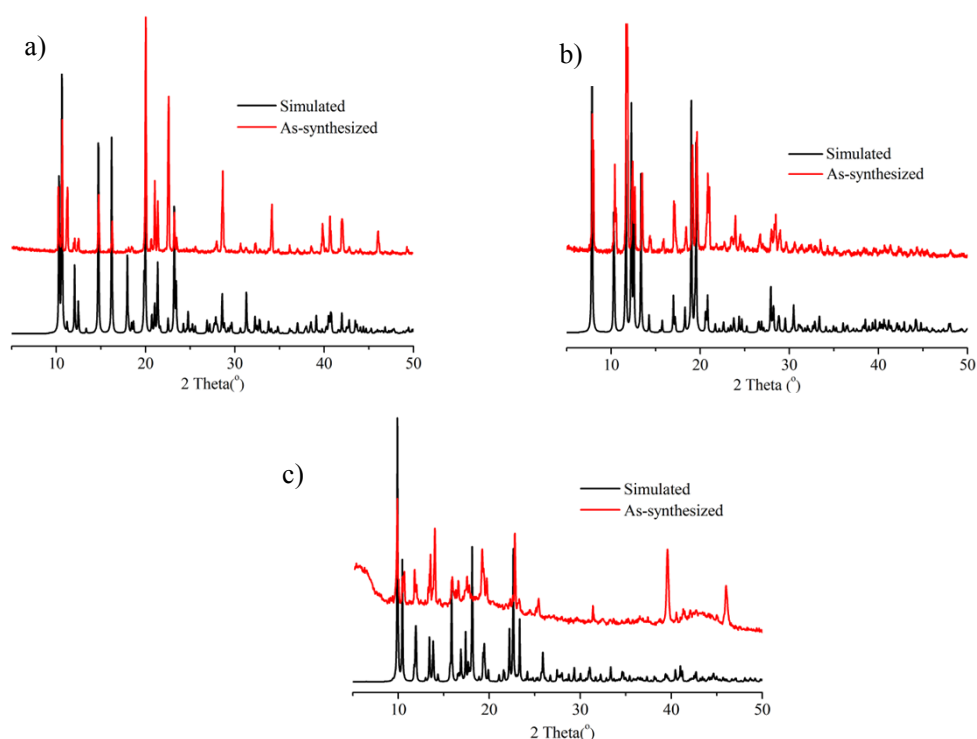 a)
Simulated
As-synthesized
10 20 30 40 50
2 Theta(°)
b)
Simulated
As-synthesized
10 20 30 40 50
2 Theta (°)
c)
Simulated
As-synthesized
10 20 30 40 50
2 Theta(°)